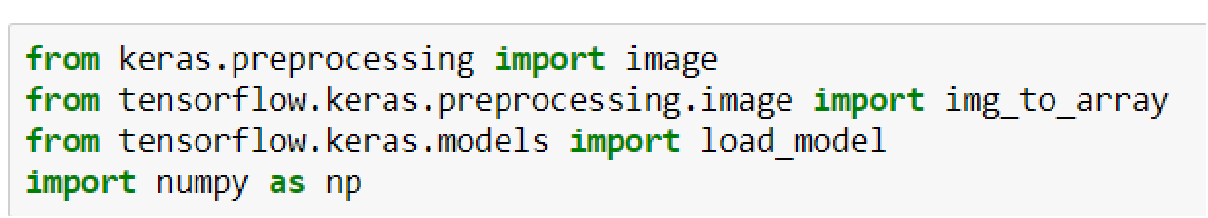 from keras.preprocessing import image
from tensorflow.keras.preprocessing.image import img_to_array
from tensorflow.keras.models import load_model
import numpy as np